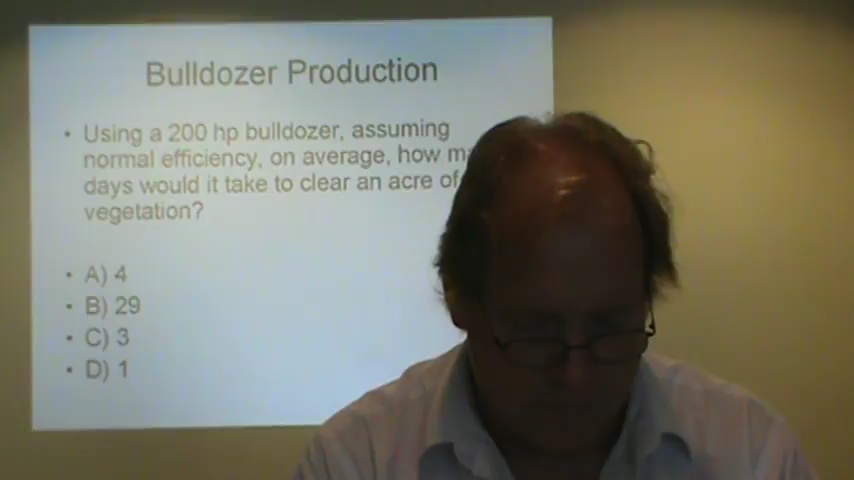 Bulldozer Production
• Using a 200 hp bulldozer, assuming
normal efficiency, on average, how
days would it take to clear an acre of
vegetation?
• A) 4
• B) 29
• C) 3
• D) 1